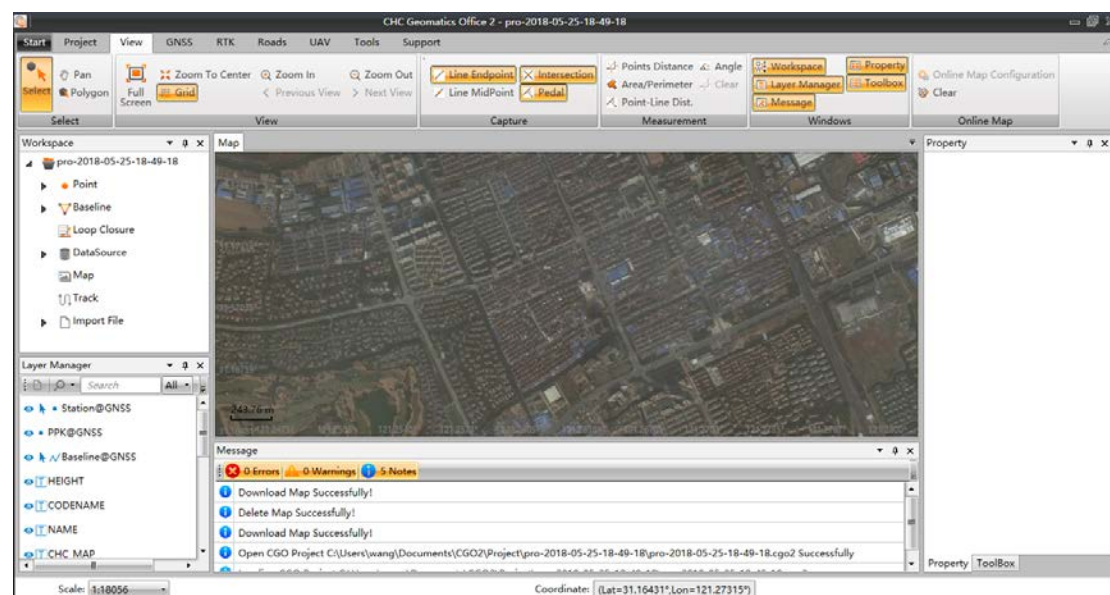 CHC Geomatics Office 2 - pro-2018-05-25-18-49-18
Start Project View GNSS RTK Roads UAV Tools Support
Select
Pan
Polygon
Select
Full Screen
Zoom To Center
Zoom In
Zoom Out
Grid
Previous View
Next View
View
Line Endpoint
Intersection
Line MidPoint
Pedal
Capture
Points Distance
Angle
Area/Perimeter
Clear
Point-Line Dist.
Measurement
Workspace
Property
Layer Manager
Toolbox
Message
Windows
Online Map Configuration
Clear
Online Map
Workspace
pro-2018-05-25-18-49-18
Point
Baseline
Loop Closure
DataSource
Map
Track
Import File
Layer Manager
Search
All
Station@GNSS
PPK@GNSS
Baseline@GNSS
HEIGHT
CODENAME
NAME
CHC MAP
Map
243.76 m
Message
0 Errors 0 Warnings 5 Notes
Download Map Successfully!
Delete Map Successfully!
Download Map Successfully!
Open CGO Project C:\Users\wang\Documents\CGO2\Project\pro-2018-05-25-18-49-18\pro-2018-05-25-18-49-18.cgo2 Successfully
Property
Property ToolBox
Scale: 1:18056
Coordinate: (Lat=31.16431°,Lon=121.27315°)